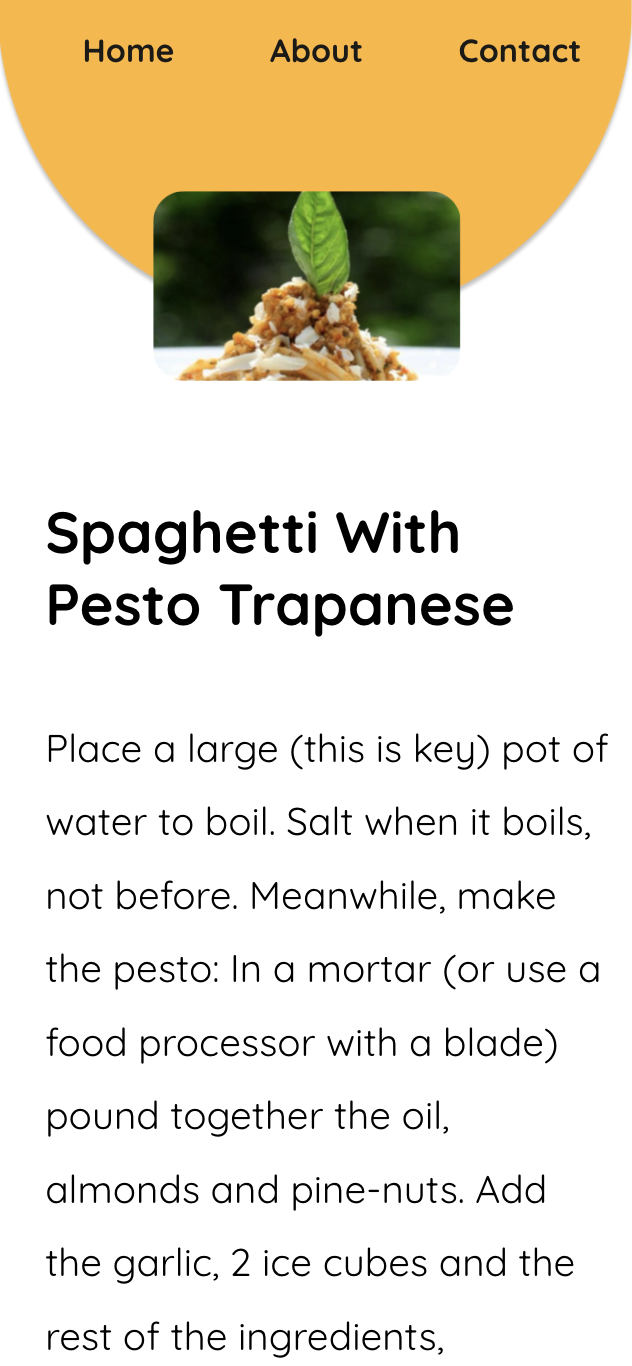 Home About Contact
Spaghetti With
Pesto Trapanese
Place a large (this is key) pot of
water to boil. Salt when it boils,
not before. Meanwhile, make
the pesto: In a mortar (or use a
food processor with a blade)
pound together the oil,
almonds and pine-nuts. Add
the garlic, 2 ice cubes and the
rest of the ingredients,